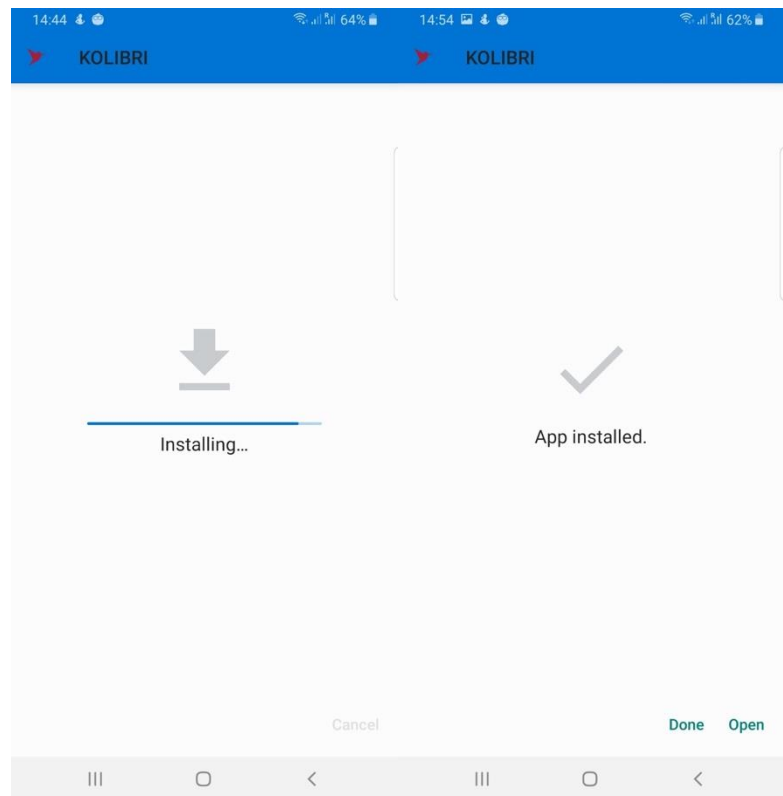 14:44 64%
KOLIBRI
Installing...
Cancel
14:54 62%
KOLIBRI
App installed.
Done Open